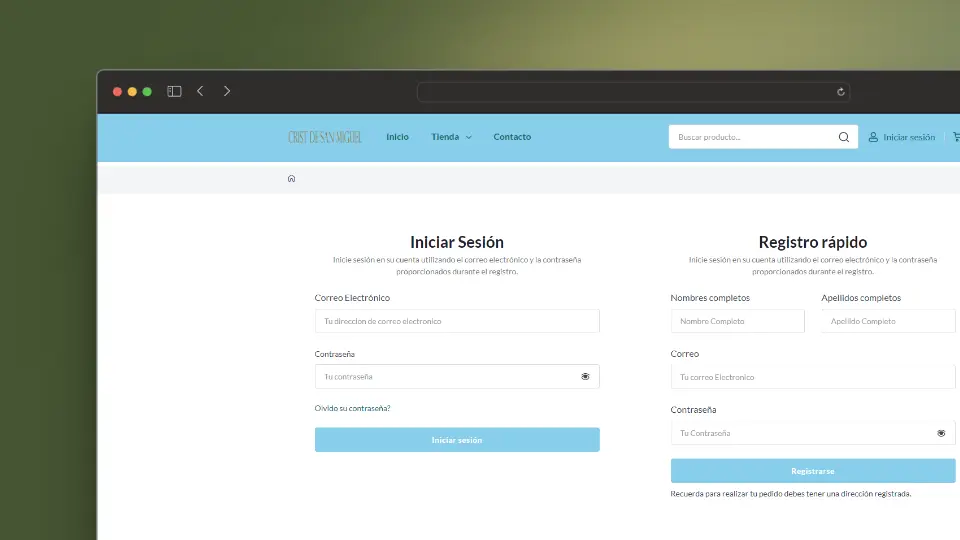 CRIST DE SAN MIGUEL
Inicio
Tienda
Contacto
Buscar producto...
Iniciar sesión
Iniciar Sesión
Inicie sesión en su cuenta utilizando el correo electrónico y la contraseña
proporcionados durante el registro.
Correo Electrónico
Tu direccion de correo electronico
Contraseña
Tu contraseña
Olvido su contraseña?
Iniciar sesión
Registro rápido
Inicie sesión en su cuenta utilizando el correo electrónico y la contraseña
proporcionados durante el registro.
Nombres completos
Apellidos completos
Nombre Completo
Apellido Completo
Correo
Tu correo Electronico
Contraseña
Tu Contraseña
Registrarse
Recuerda para realizar tu pedido debes tener una dirección registrada.